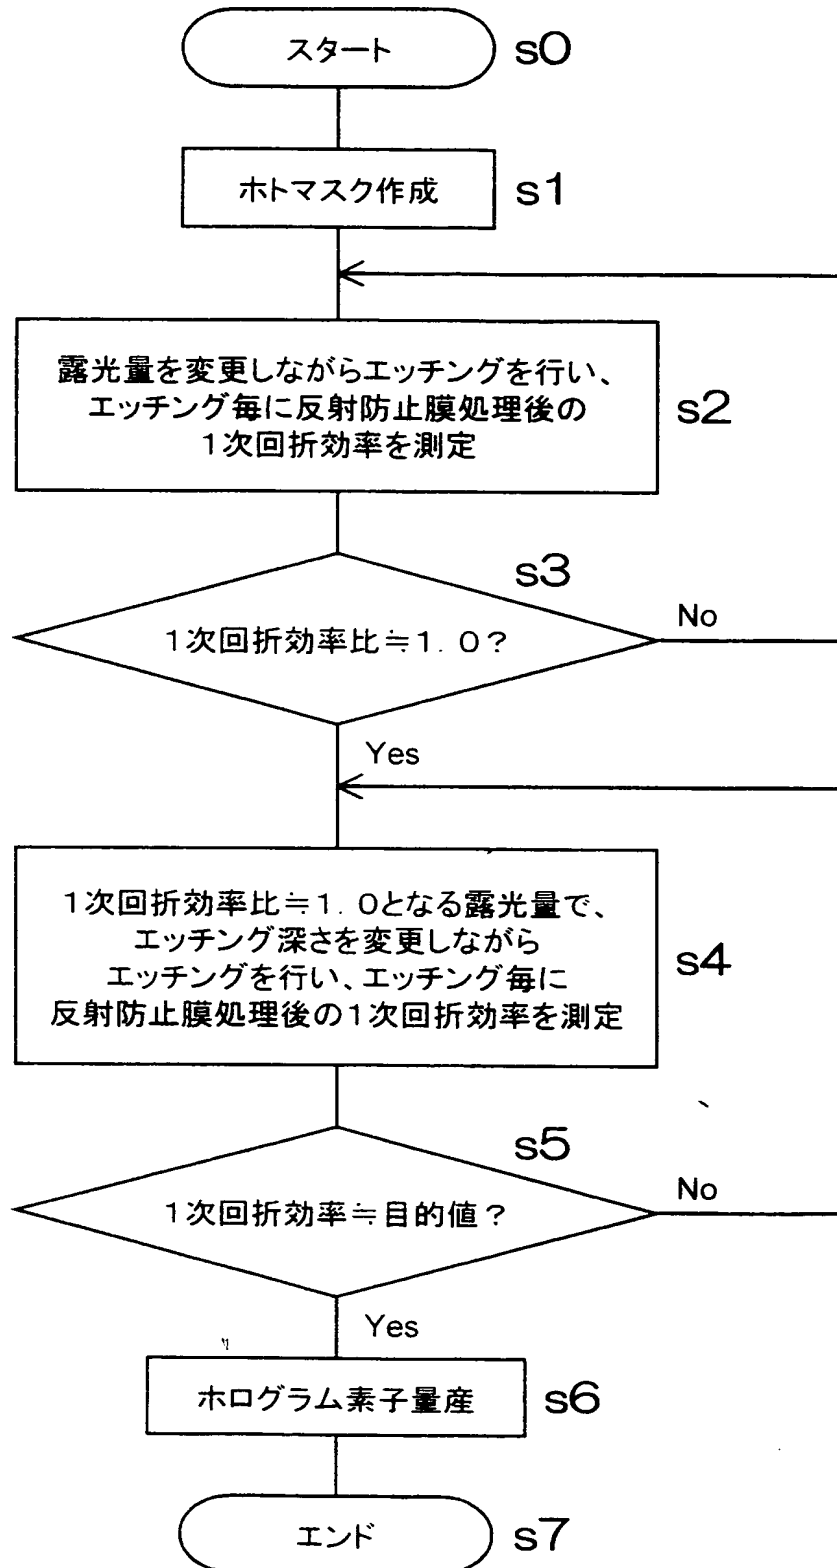 スタート
s0
ホトマスク作成
s1
露光量を変更しながらエッチングを行い、
エッチング毎に反射防止膜処理後の
1次回折効率を測定
s2
s3
1次回折効率比≒1.0?
No
Yes
1次回折効率比≒1.0となる露光量で、
エッチング深さを変更しながら
エッチングを行い、エッチング毎に
反射防止膜処理後の1次回折効率を測定
s4
s5
1次回折効率≒目的値?
No
Yes
ホログラム素子量産
s6
エンド
s7